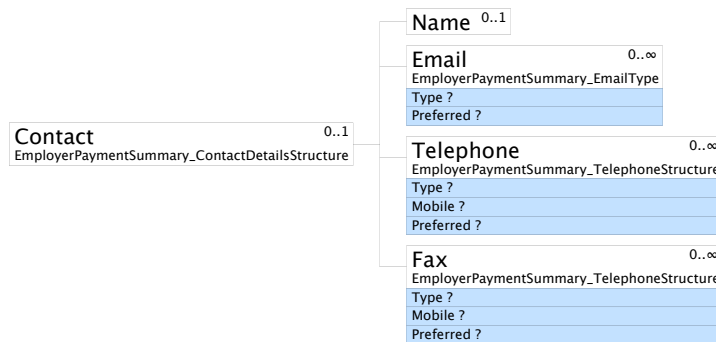 Name 0..1
Email 0..∞
EmployerPaymentSummary_EmailType
Type ?
Preferred ?
Contact 0..1
EmployerPaymentSummary_ContactDetailsStructure
Telephone 0..∞
EmployerPaymentSummary_TelephoneStructure
Type ?
Mobile ?
Preferred ?
Fax 0..∞
EmployerPaymentSummary_TelephoneStructure
Type ?
Mobile ?
Preferred ?